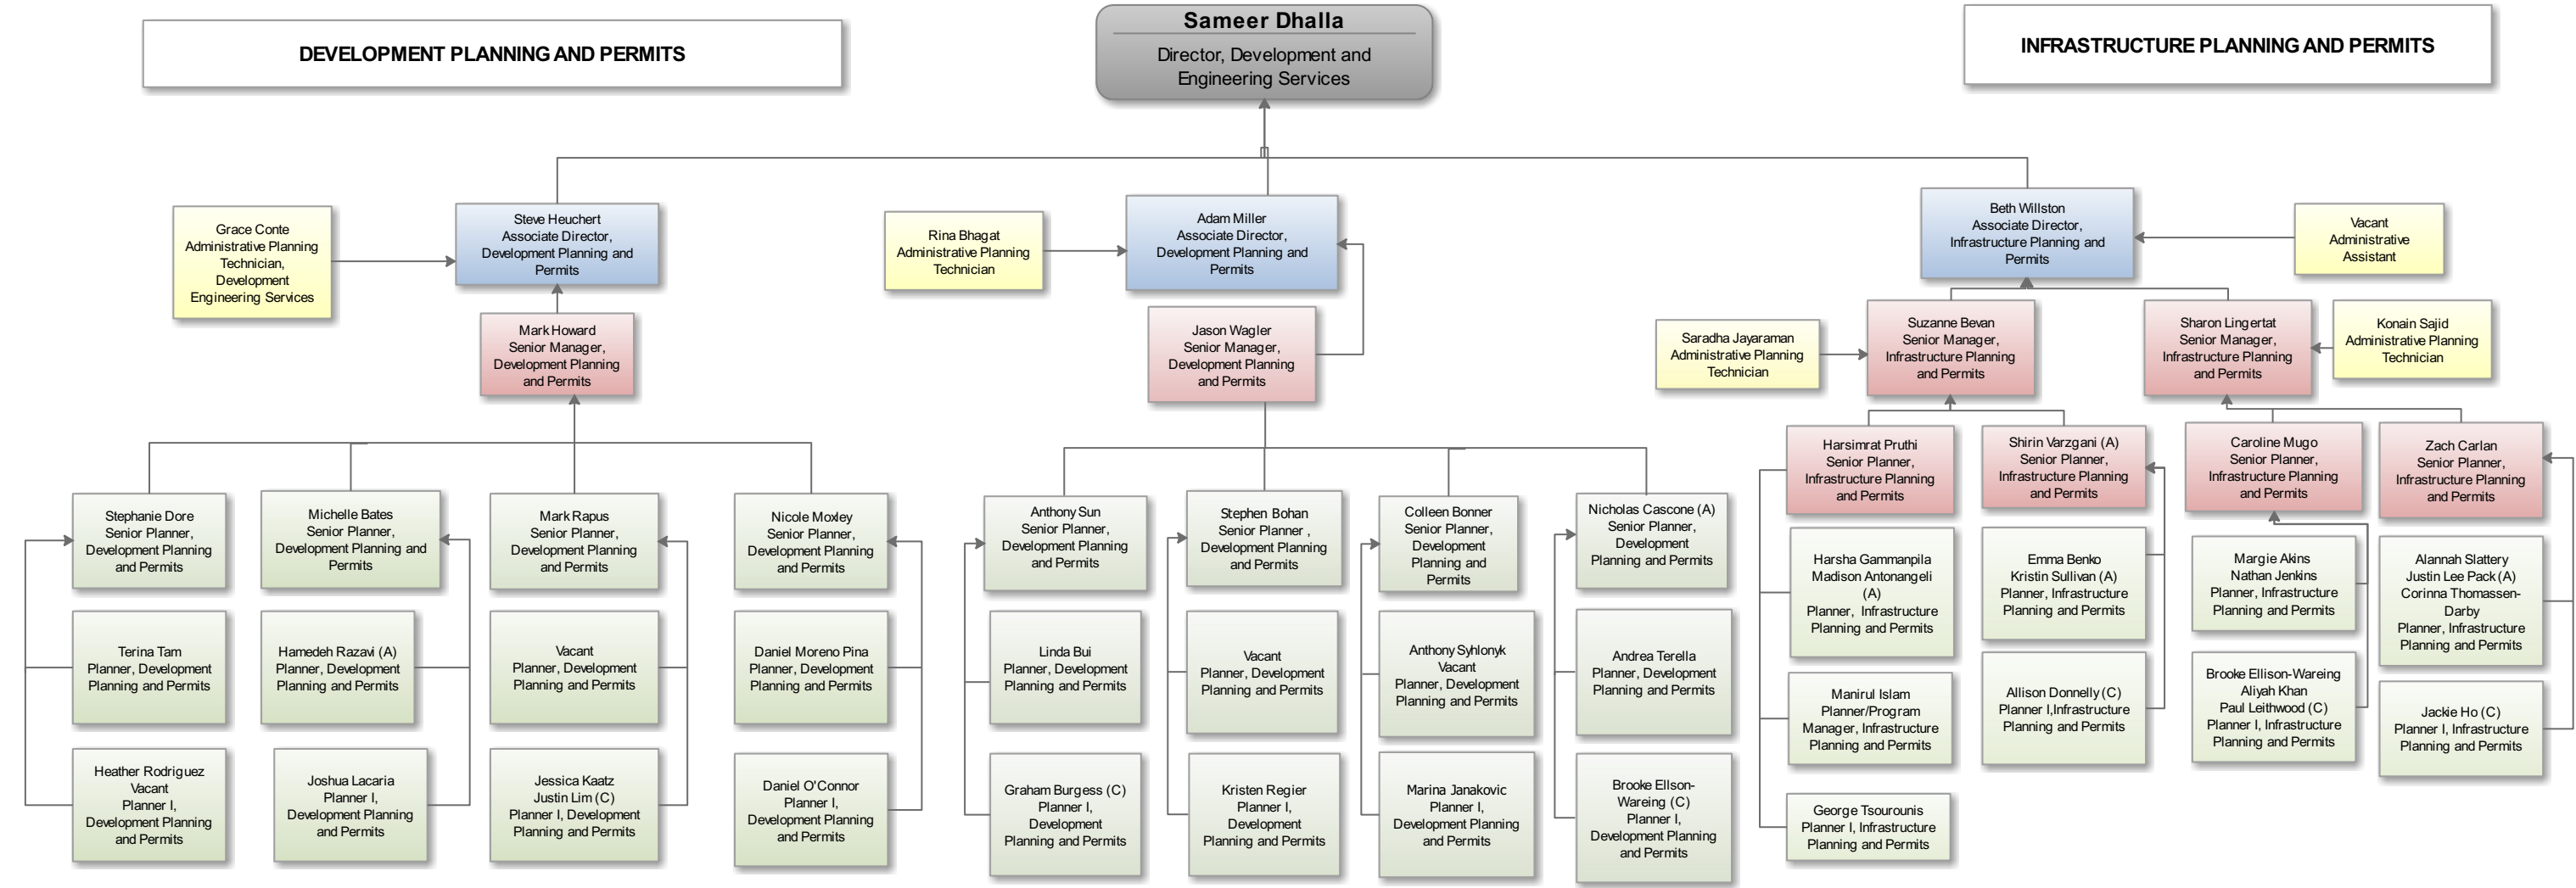 DEVELOPMENT PLANNING AND PERMITS
Sameer Dhalla
Director, Development and
Engineering Services
INFRASTRUCTURE PLANNING AND PERMITS
Grace Conte
Administrative Planning
Technician,
Development
Engineering Services
Steve Heuchert
Associate Director,
Development Planning and
Permits
Rina Bhagat
Administrative Planning
Technician
Adam Miller
Associate Director,
Development Planning and
Permits
Beth Willston
Associate Director,
Infrastructure Planning and
Permits
Vacant
Administrative
Assistant
Mark Howard
Senior Manager,
Development Planning
and Permits
Jason Wagler
Senior Manager,
Development Planning
and Permits
Saradha Jayaraman
Administrative Planning
Technician
Suzanne Bevan
Senior Manager,
Infrastructure Planning
and Permits
Sharon Lingertat
Senior Manager,
Infrastructure Planning
and Permits
Konain Sajid
Administrative Planning
Technician
Stephanie Dore
Senior Planner,
Development Planning
and Permits
Michelle Bates
Senior Planner,
Development Planning and
Permits
Mark Rapus
Senior Planner,
Development Planning
and Permits
Nicole Moxley
Senior Planner,
Development Planning
and Permits
Anthony Sun
Senior Planner,
Development Planning
and Permits
Stephen Bohan
Senior Planner ,
Development Planning
and Permits
Colleen Bonner
Senior Planner,
Development
Planning and
Permits
Nicholas Cascone (A)
Senior Planner,
Development
Planning and Permits
Harsimrat Pruthi
Senior Planner,
Infrastructure Planning
and Permits
Shirin Varzgani (A)
Senior Planner,
Infrastructure Planning
and Permits
Caroline Mugo
Senior Planner,
Infrastructure Planning
and Permits
Zach Carlan
Senior Planner,
Infrastructure Planning
and Permits
Terina Tam
Planner, Development
Planning and Permits
Hamedeh Razavi (A)
Planner, Development
Planning and Permits
Vacant
Planner, Development
Planning and Permits
Daniel Moreno Pina
Planner, Development
Planning and Permits
Linda Bui
Planner, Development
Planning and Permits
Vacant
Planner, Development
Planning and Permits
Anthony Syhlonyk
Vacant
Planner, Development
Planning and Permits
Andrea Terella
Planner, Development
Planning and Permits
Harsha Gammanpila
Madison Antonangeli
(A)
Planner, Infrastructure
Planning and Permits
Emma Benko
Kristin Sullivan (A)
Planner, Infrastructure
Planning and Permits
Margie Akins
Nathan Jenkins
Planner, Infrastructure
Planning and Permits
Alannah Slattery
Justin Lee Pack (A)
Corinna Thomassen-
Darby
Planner, Infrastructure
Planning and Permits
Heather Rodriguez
Vacant
Planner I,
Development Planning
and Permits
Joshua Lacaria
Planner I,
Development Planning
and Permits
Jessica Kaatz
Justin Lim (C)
Planner I, Development
Planning and Permits
Daniel O'Connor
Planner I,
Development Planning
and Permits
Graham Burgess (C)
Planner I,
Development
Planning and Permits
Kristen Regier
Planner I,
Development
Planning and Permits
Marina Janakovic
Planner I,
Development Planning
and Permits
Brooke Ellson-
Wareing (C)
Planner I,
Development Planning
and Permits
Manirul Islam
Planner/Program
Manager, Infrastructure
Planning and Permits
Allison Donnelly (C)
Planner I,Infrastructure
Planning and Permits
Brooke Ellison-Wareing
Aliyah Khan
Paul Leithwood (C)
Planner I, Infrastructure
Planning and Permits
Jackie Ho (C)
Planner I, Infrastructure
Planning and Permits
George Tsourounis
Planner I, Infrastructure
Planning and Permits